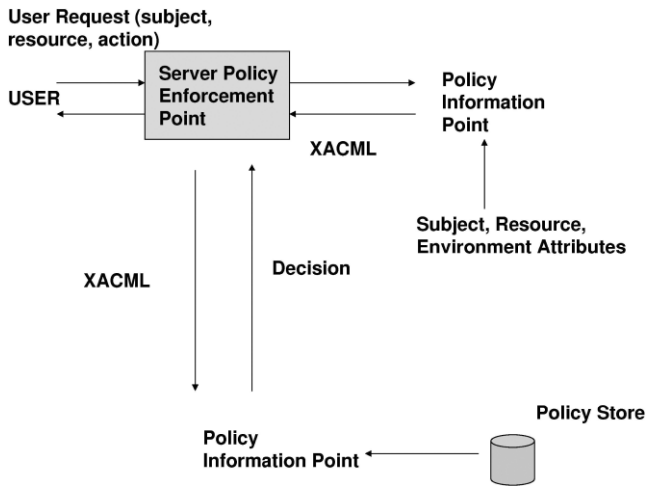 User Request (subject,
resource, action)
USER
Server Policy
Enforcement
Point
Policy
Information
Point
XACML
Subject, Resource,
Environment Attributes
XACML
Decision
Policy Store
Policy
Information Point